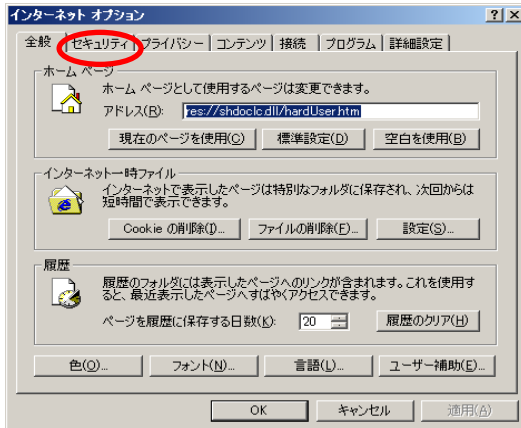 インターネット オプション
全般 セキュリティ プライバシー コンテンツ 接続 プログラム 詳細設定
ホーム ページ
ホーム ページとして使用するページは変更できます。
アドレス(R): res://shdoclc.dll/hardUser.htm
現在のページを使用(C) 標準設定(D) 空白を使用(B)
インターネット一時ファイル
インターネットで表示したページは特別なフォルダに保存され、次回からは
短時間で表示できます。
Cookie の削除(I)... ファイルの削除(F)... 設定(S)...
履歴
履歴のフォルダには表示したページへのリンクが含まれます。これを使用す
ると、最近表示したページへすばやくアクセスできます。
ページを履歴に保存する日数(K): 20 履歴のクリア(H)
色(O)... フォント(N)... 言語(L)... ユーザー補助(E)...
OK キャンセル 適用(A)